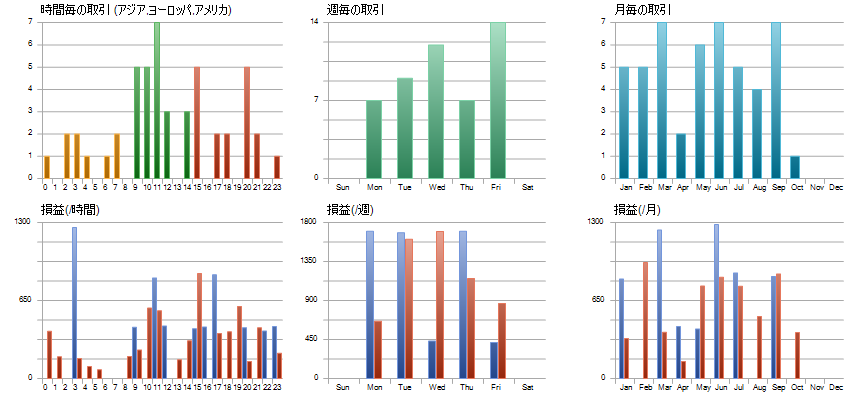 時間毎の取引 (アジア,ヨーロッパ,アメリカ)
7
6
5
4
3
2
1
0
0 1 2 3 4 5 6 7 8 9 10 11 12 13 14 15 16 17 18 19 20 21 22 23
週毎の取引
14
7
0
Sun Mon Tue Wed Thu Fri Sat
月毎の取引
7
6
5
4
3
2
1
0
Jan Feb Mar Apr May Jun Jul Aug Sep Oct Nov Dec
損益(/時間)
1300
650
0
0 1 2 3 4 5 6 7 8 9 10 11 12 13 14 15 16 17 18 19 20 21 22 23
損益(/週)
1800
1350
900
450
0
Sun Mon Tue Wed Thu Fri Sat
損益(/月)
1300
650
0
Jan Feb Mar Apr May Jun Jul Aug Sep Oct Nov Dec